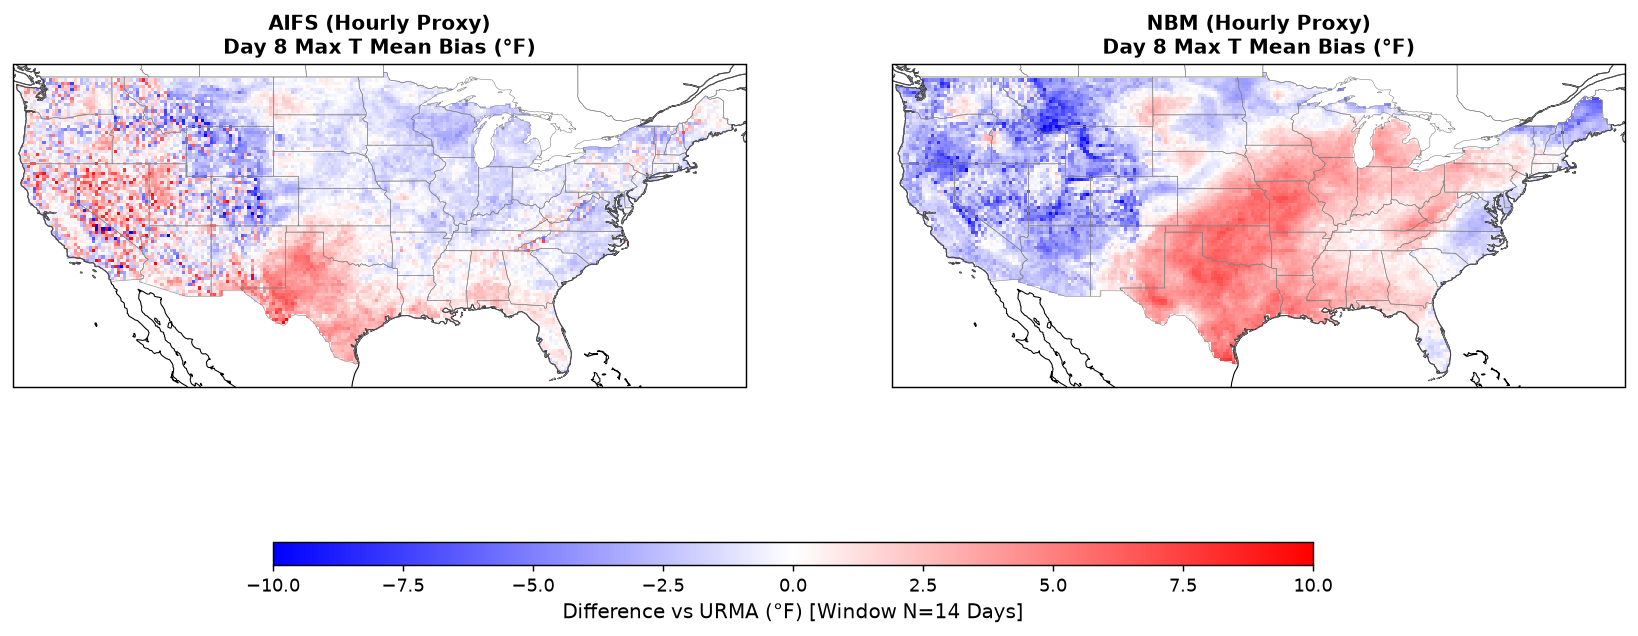 AIFS (Hourly Proxy)
Day 8 Max T Mean Bias (°F)
NBM (Hourly Proxy)
Day 8 Max T Mean Bias (°F)
−10.0 −7.5 −5.0 −2.5 0.0 2.5 5.0 7.5 10.0
Difference vs URMA (°F) [Window N=14 Days]